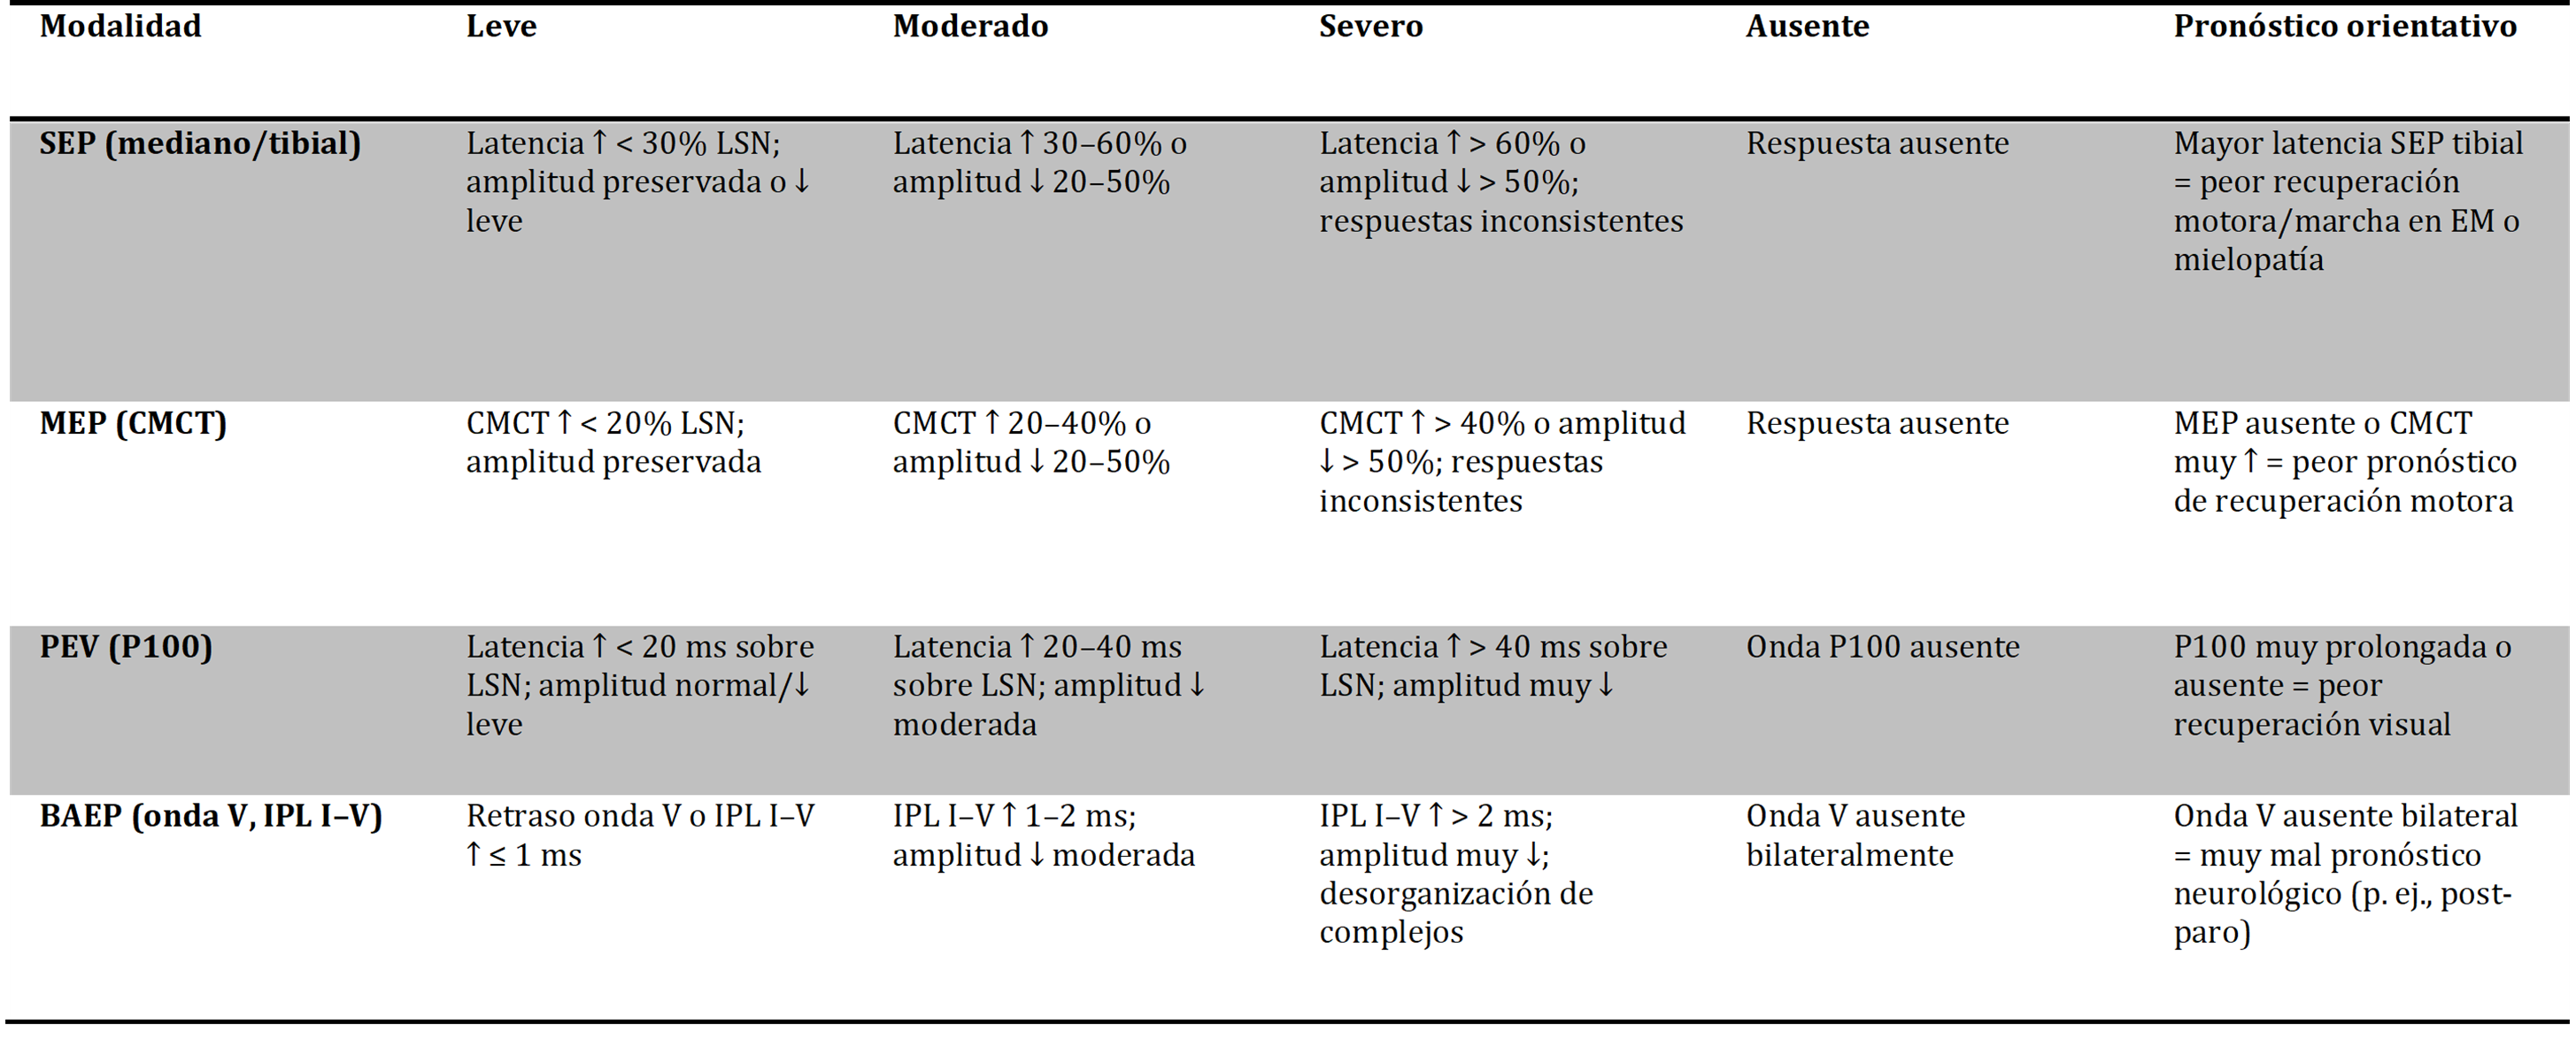 Modalidad Leve Moderado Severo Ausente Pronóstico orientativo
SEP (mediano/tibial)
Latencia ↑ < 30% LSN;
amplitud preservada o ↓
leve
Latencia ↑ 30–60% o
amplitud ↓ 20–50%
Latencia ↑ > 60% o
amplitud ↓ > 50%;
respuestas inconsistentes
Respuesta ausente
Mayor latencia SEP tibial
= peor recuperación
motora/marcha en EM o
mielopatía
MEP (CMCT)
CMCT ↑ < 20% LSN;
amplitud preservada
CMCT ↑ 20–40% o
amplitud ↓ 20–50%
CMCT ↑ > 40% o amplitud
↓ > 50%; respuestas
inconsistentes
Respuesta ausente
MEP ausente o CMCT
muy ↑ = peor pronóstico
de recuperación motora
PEV (P100)
Latencia ↑ < 20 ms sobre
LSN; amplitud normal/↓
leve
Latencia ↑ 20–40 ms
sobre LSN; amplitud ↓
moderada
Latencia ↑ > 40 ms sobre
LSN; amplitud muy ↓
Onda P100 ausente
P100 muy prolongada o
ausente = peor
recuperación visual
BAEP (onda V, IPL I–V)
Retraso onda V o IPL I–V
↑ ≤ 1 ms
IPL I–V ↑ 1–2 ms;
amplitud ↓ moderada
IPL I–V ↑ > 2 ms;
amplitud muy ↓;
desorganización de
complejos
Onda V ausente
bilateralmente
Onda V ausente bilateral
= muy mal pronóstico
neurológico (p. ej., post-
paro)